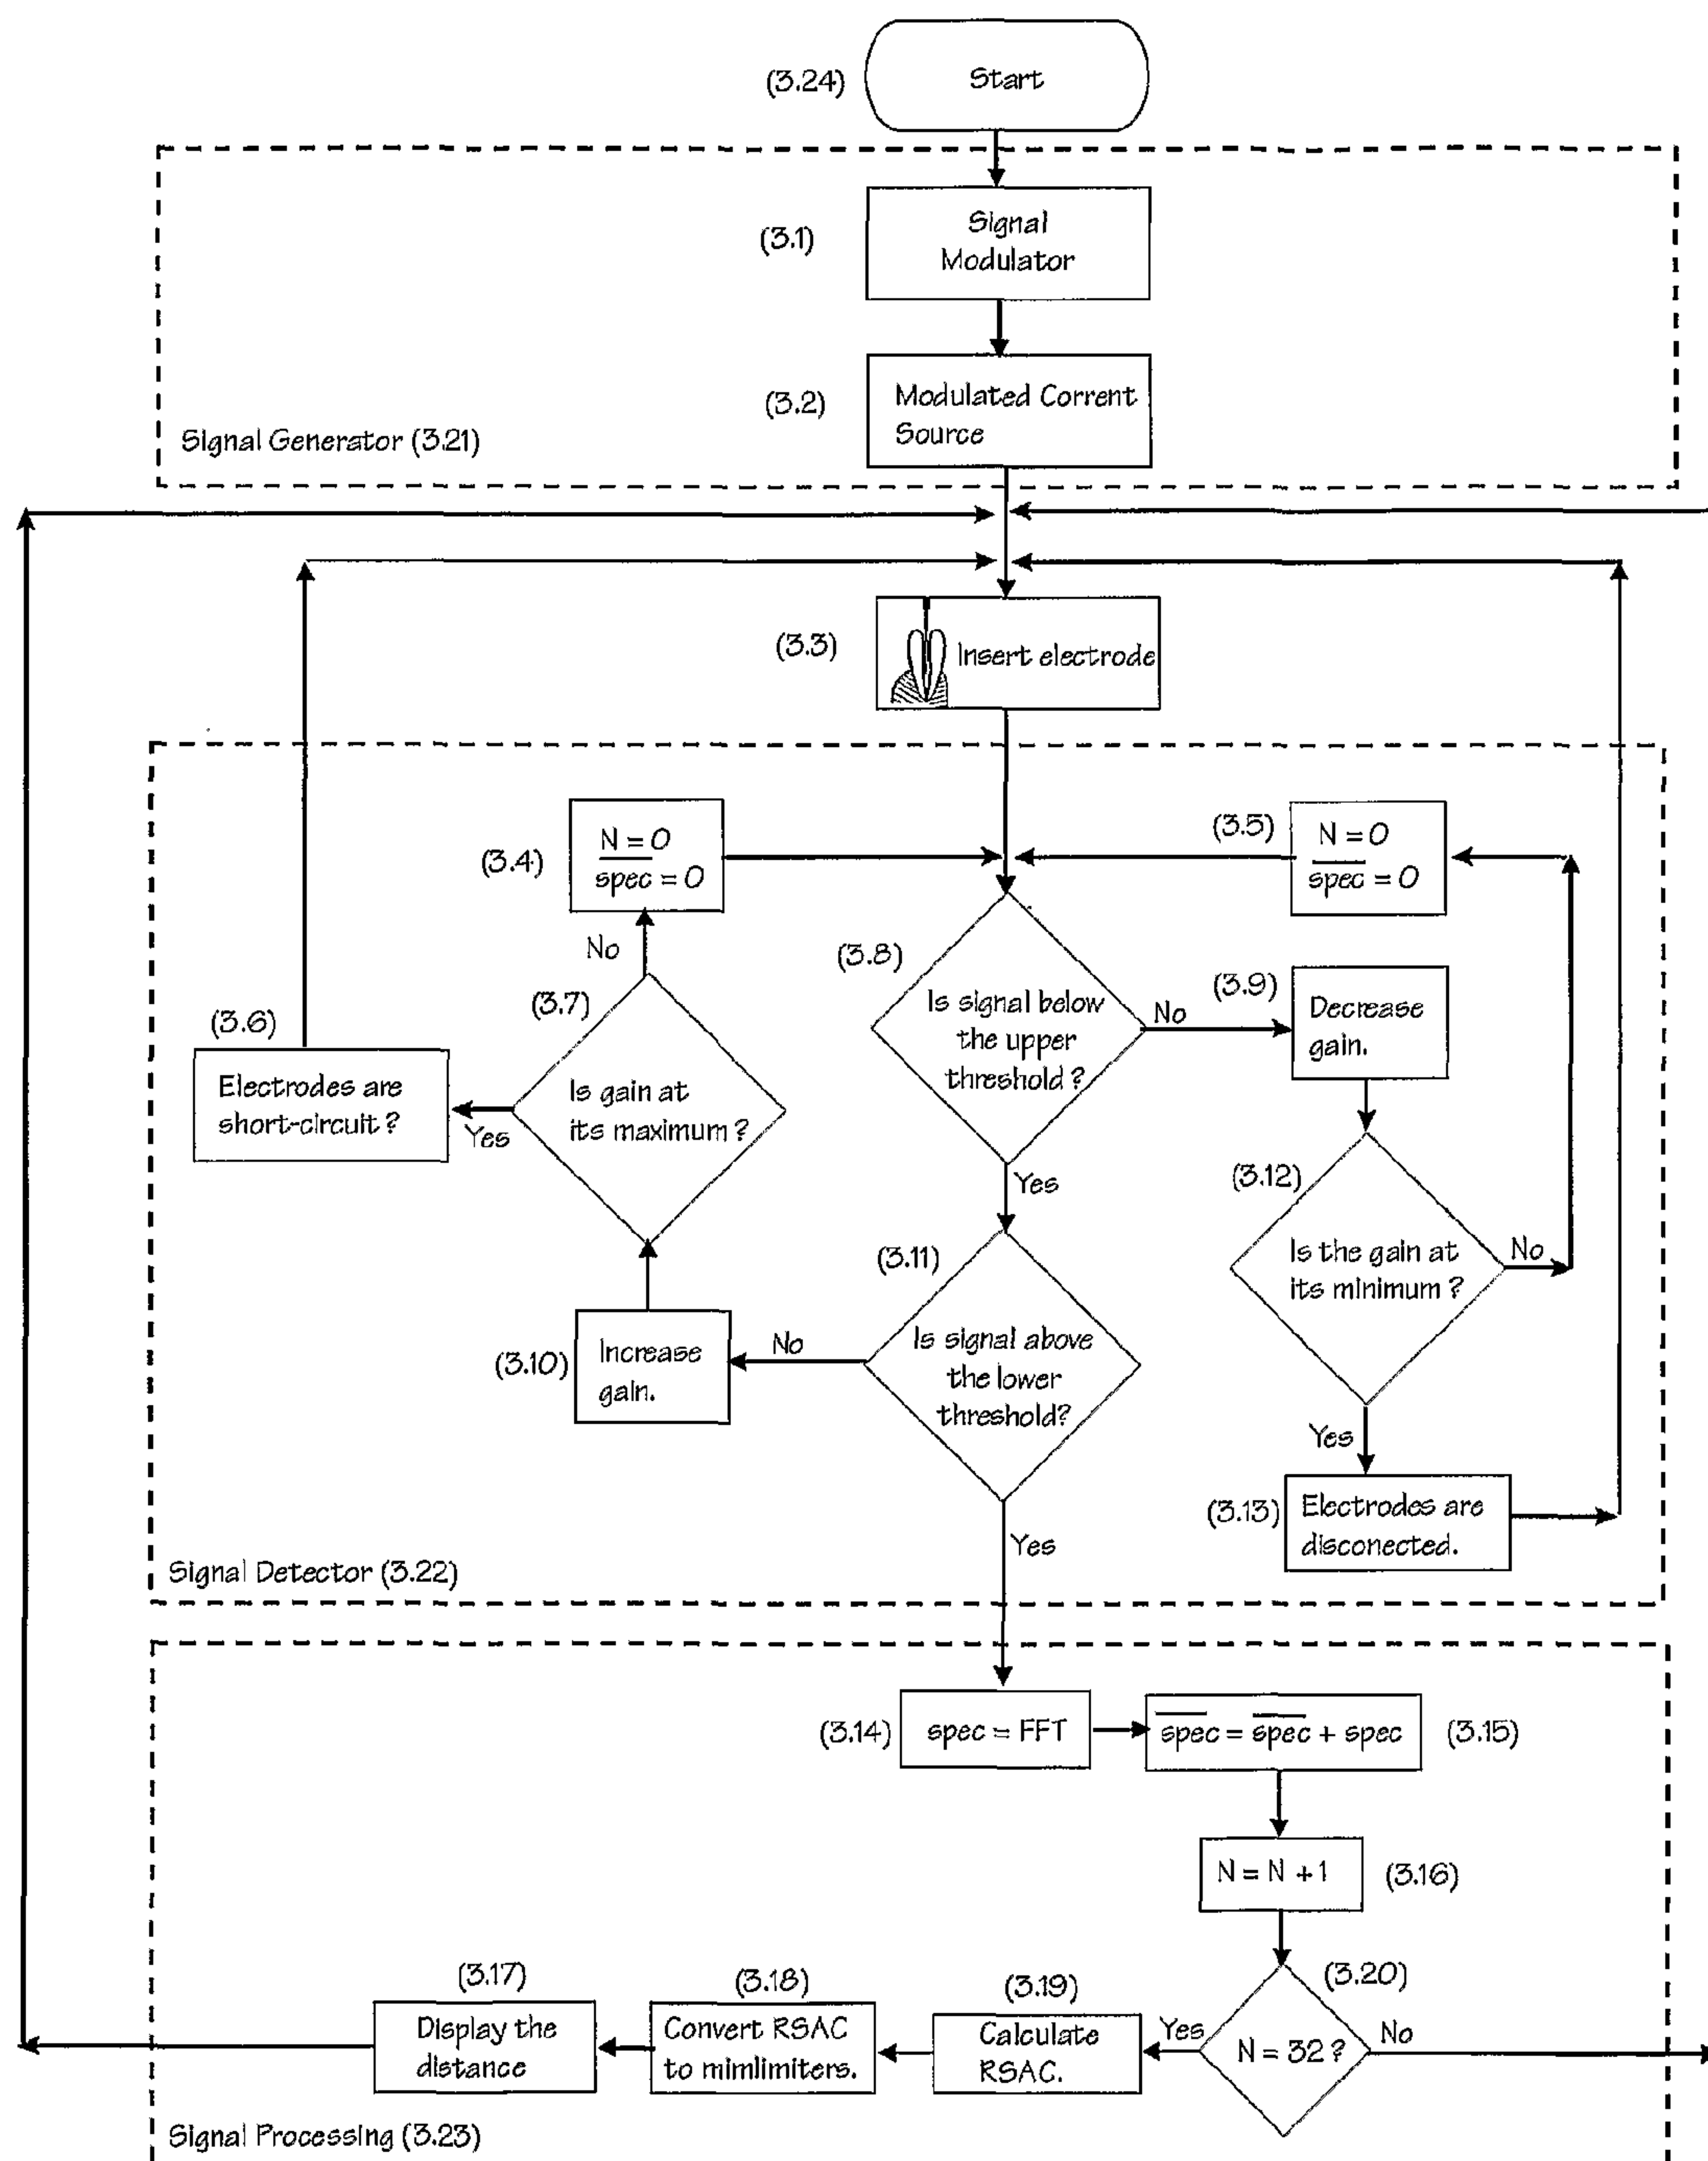 (3.24)
Start
(3.1)
Signal
Modulator
(3.2)
Modulated Corrent
Source
Signal Generator (3.21)
(3.3)
Insert electrode
(3.4)
N = 0
spec = 0
(3.5)
N = 0
spec = 0
No
(3.8)
Is signal below
the upper
threshold ?
No
(3.9)
Decrease
gain.
(3.6)
Electrodes are
short-circuit ?
Yes
(3.7)
Is gain at
its maximum ?
Yes
(3.12)
Is the gain at
its minimum ?
No
(3.11)
Is signal above
the lower
threshold?
No
(3.10)
Increase
gain.
Yes
(3.13)
Electrodes are
disconected.
Yes
Signal Detector (3.22)
(3.14)
spec = FFT
spec = spec + spec
(3.15)
N = N +1
(3.16)
(3.20)
N = 32 ?
Yes
No
(3.19)
Calculate
RSAC.
(3.18)
Convert RSAC
to mimlimiters.
(3.17)
Display the
distance
Signal Processing (3.23)